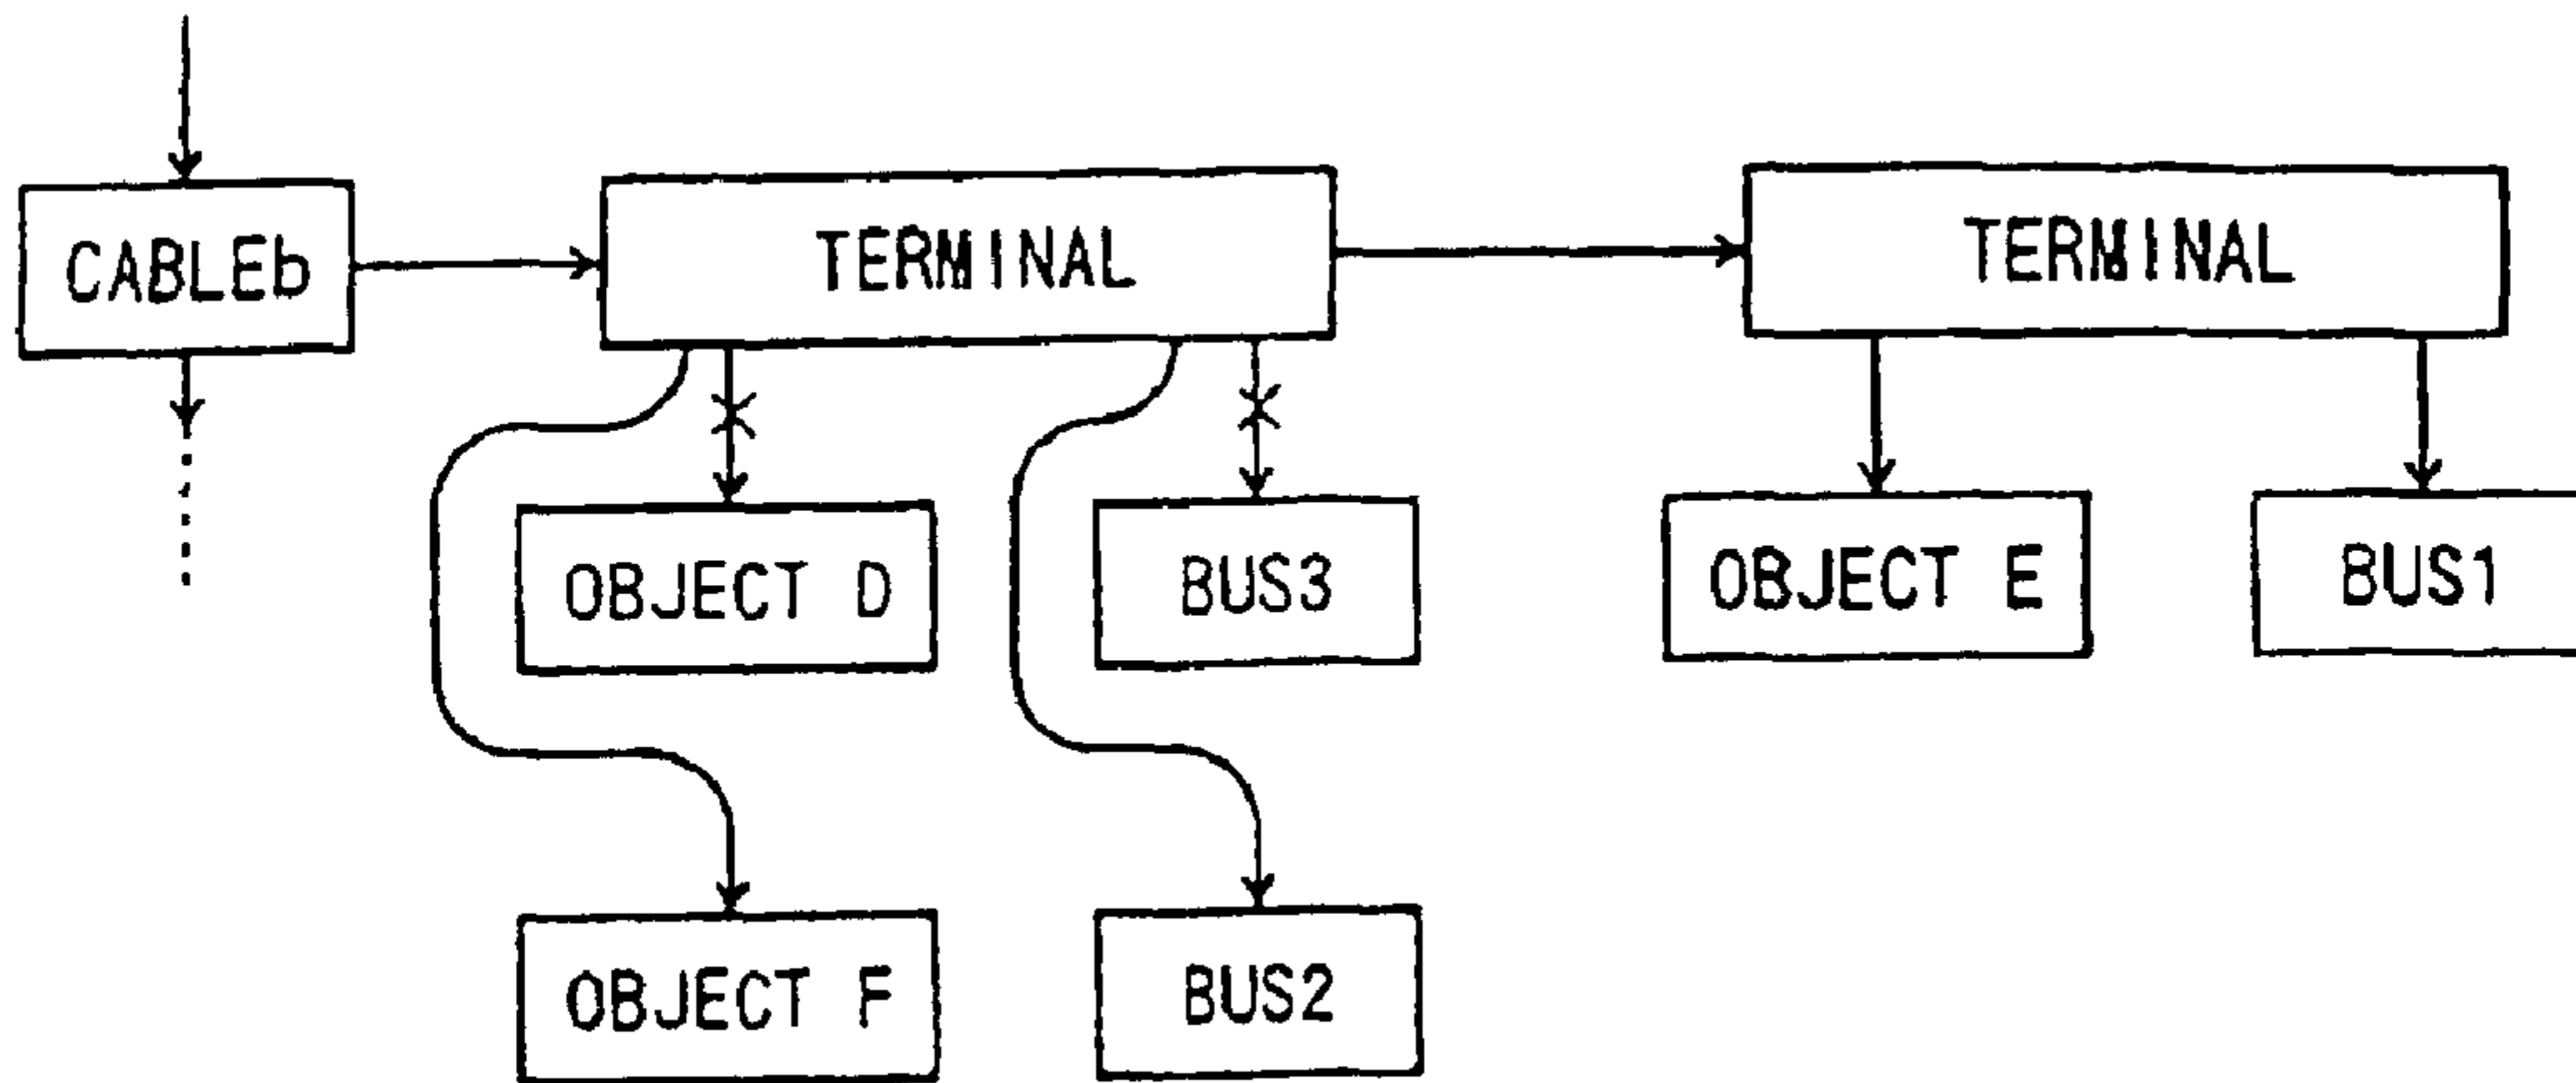 CABLEb
TERMINAL
TERMINAL
OBJECT D
BUS3
OBJECT E
BUS1
OBJECT F
BUS2